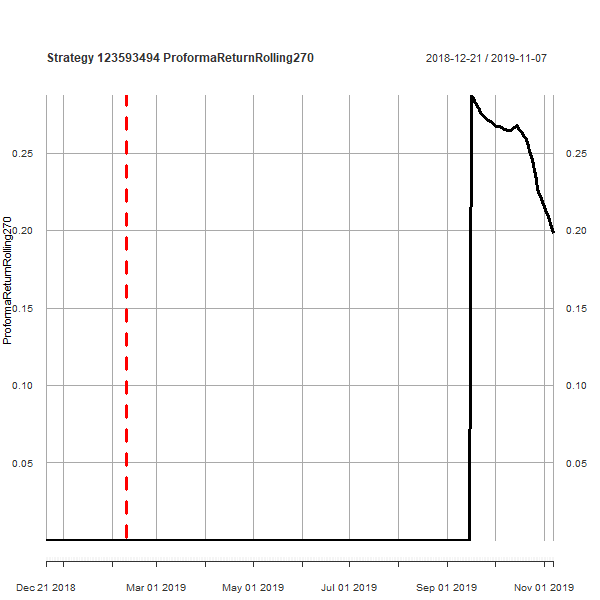 Strategy 123593494 ProformaReturnRolling270
2018-12-21 / 2019-11-07
ProformaReturnRolling270
0.25 0.25
0.20 0.20
0.15 0.15
0.10 0.10
0.05 0.05
Dec 21 2018 Mar 01 2019 May 01 2019 Jul 01 2019 Sep 01 2019 Nov 01 2019